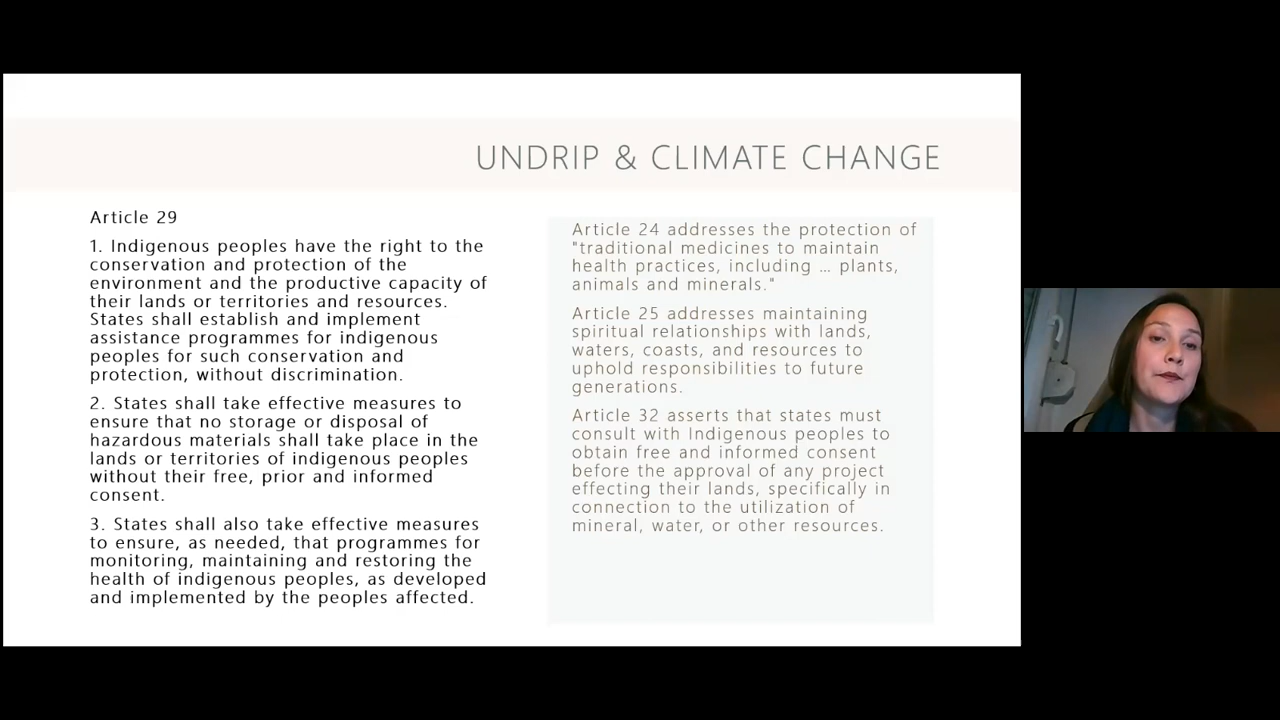 UNDRIP & CLIMATE CHANGE
Article 29
1. Indigenous peoples have the right to the
conservation and protection of the
environment and the productive capacity of
their lands or territories and resources.
States shall establish and implement
assistance programmes for indigenous
peoples for such conservation and
protection, without discrimination.
2. States shall take effective measures to
ensure that no storage or disposal of
hazardous materials shall take place in the
lands or territories of indigenous peoples
without their free, prior and informed
consent.
3. States shall also take effective measures
to ensure, as needed, that programmes for
monitoring, maintaining and restoring the
health of indigenous peoples, as developed
and implemented by the peoples affected.
Article 24 addresses the protection of
"traditional medicines to maintain
health practices, including … plants,
animals and minerals."
Article 25 addresses maintaining
spiritual relationships with lands,
waters, coasts, and resources to
uphold responsibilities to future
generations.
Article 32 asserts that states must
consult with Indigenous peoples to
obtain free and informed consent
before the approval of any project
effecting their lands, specifically in
connection to the utilization of
mineral, water, or other resources.